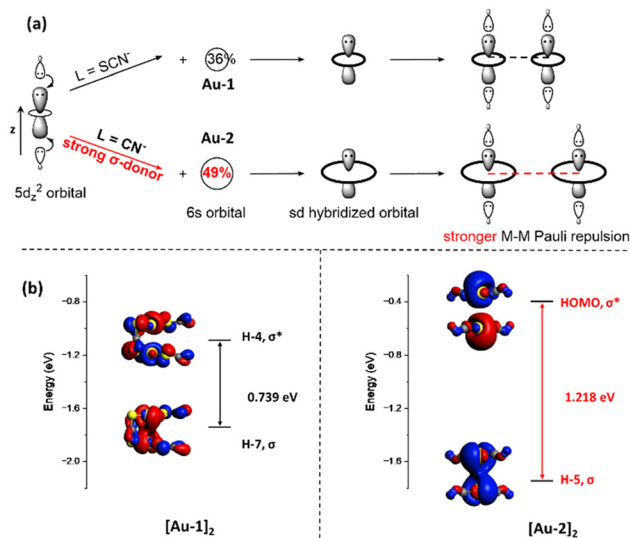 (a)
L = SCN⁻
+ 36%
Au-1
z
5dz² orbital
L = CN⁻
strong σ-donor
Au-2
+ 49%
6s orbital
sd hybridized orbital
stronger M-M Pauli repulsion
(b)
Energy (eV)
-0.8
-1.2
-1.6
-2.0
H-4, σ*
0.739 eV
H-7, σ
[Au-1]₂
Energy (eV)
-0.4
-0.8
-1.2
-1.6
HOMO, σ*
1.218 eV
H-5, σ
[Au-2]₂